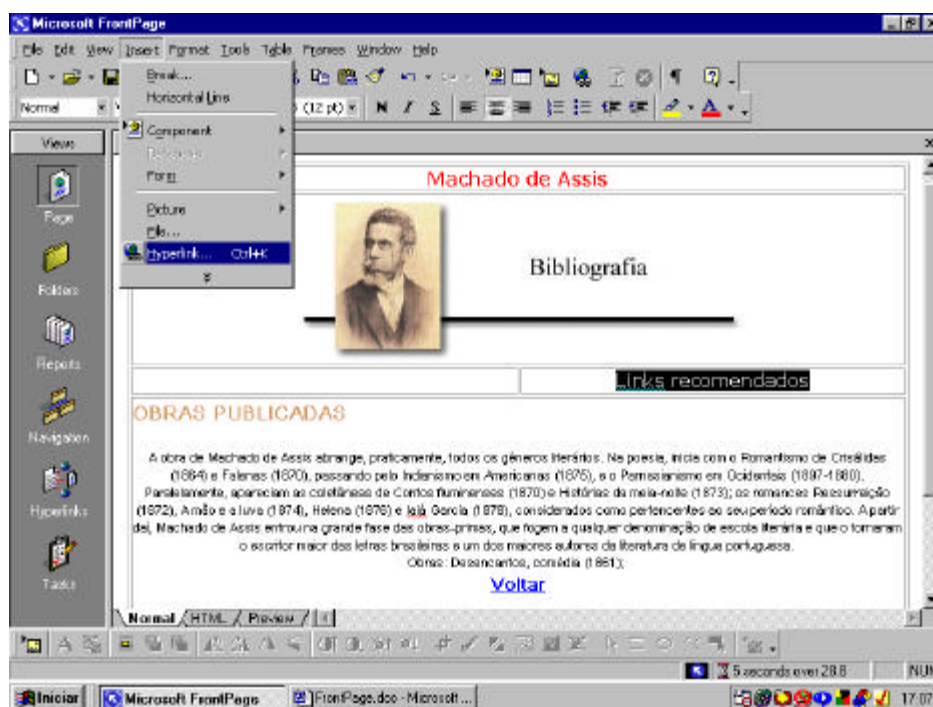 Microsoft FrontPage
File Edit View Insert Format Tools Table Frames Window Help
Break...
Horizontal Line
Component
Form
Picture
File...
Hyperlink... Ctrl+K
Normal
(12 pt) N I S
Views
Page
Folders
Reports
Navigation
Hyperlinks
Tasks
Machado de Assis
Bibliografia
Links recomendados
OBRAS PUBLICADAS
A obra de Machado de Assis abrange, praticamente, todos os gêneros literários. Na poesia, inicia com o Romantismo de Crisálidas
(1864) e Falenas (1870), passando pelo Indianismo em Americanas (1875), e o Parnasianismo em Ocidentais (1897-1880).
Paralelamente, apareciam as coletâneas de Contos fluminenses (1870) e Histórias da meia-noite (1873); os romances Ressurreição
(1872), A mão e a luva (1874), Helena (1876) e Iaiá Garcia (1878), considerados como pertencentes ao seu período romântico. A partir
daí, Machado de Assis entrou na grande fase das obras-primas, que fogem a qualquer denominação de escola literária e que o tornaram
o escritor maior das letras brasileiras e um dos maiores autores da literatura de língua portuguesa.
Obras: Desencantos, comédia (1861);
Voltar
Normal HTML Preview
5 seconds over 28.8 NUM
Iniciar Microsoft FrontPage FrontPage.doc - Microsoft ... 17:07